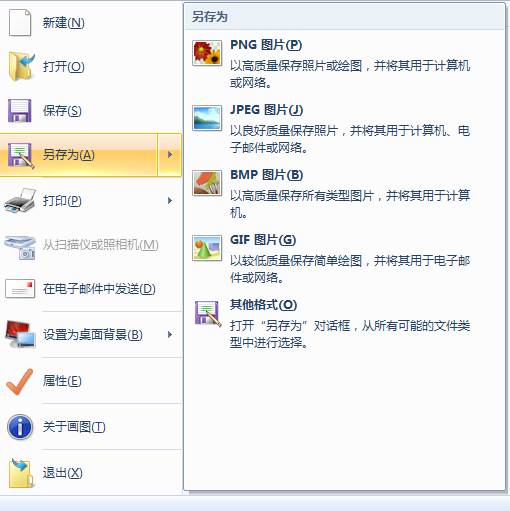 新建(N)
打开(O)
保存(S)
另存为(A)
打印(P)
从扫描仪或照相机(M)
在电子邮件中发送(D)
设置为桌面背景(B)
属性(E)
关于画图(T)
退出(X)
另存为
PNG 图片(P)
以高质量保存照片或绘图，并将其用于计算机
或网络。
JPEG 图片(J)
以良好质量保存照片，并将其用于计算机、电
子邮件或网络。
BMP 图片(B)
以高质量保存所有类型图片，并将其用于计算
机。
GIF 图片(G)
以较低质量保存简单绘图，并将其用于电子邮
件或网络。
其他格式(O)
打开“另存为”对话框，从所有可能的文件类
型中进行选择。